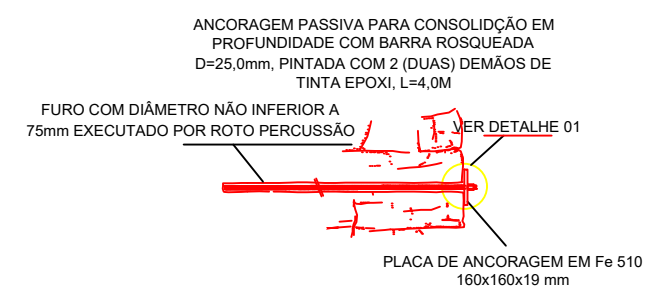 ANCORAGEM PASSIVA PARA CONSOLIDÇÃO EM
PROFUNDIDADE COM BARRA ROSQUEADA
D=25,0mm, PINTADA COM 2 (DUAS) DEMÃOS DE
TINTA EPOXI, L=4,0M
FURO COM DIÂMETRO NÃO INFERIOR A
75mm EXECUTADO POR ROTO PERCUSSÃO
VER DETALHE 01
PLACA DE ANCORAGEM EM Fe 510
160x160x19 mm